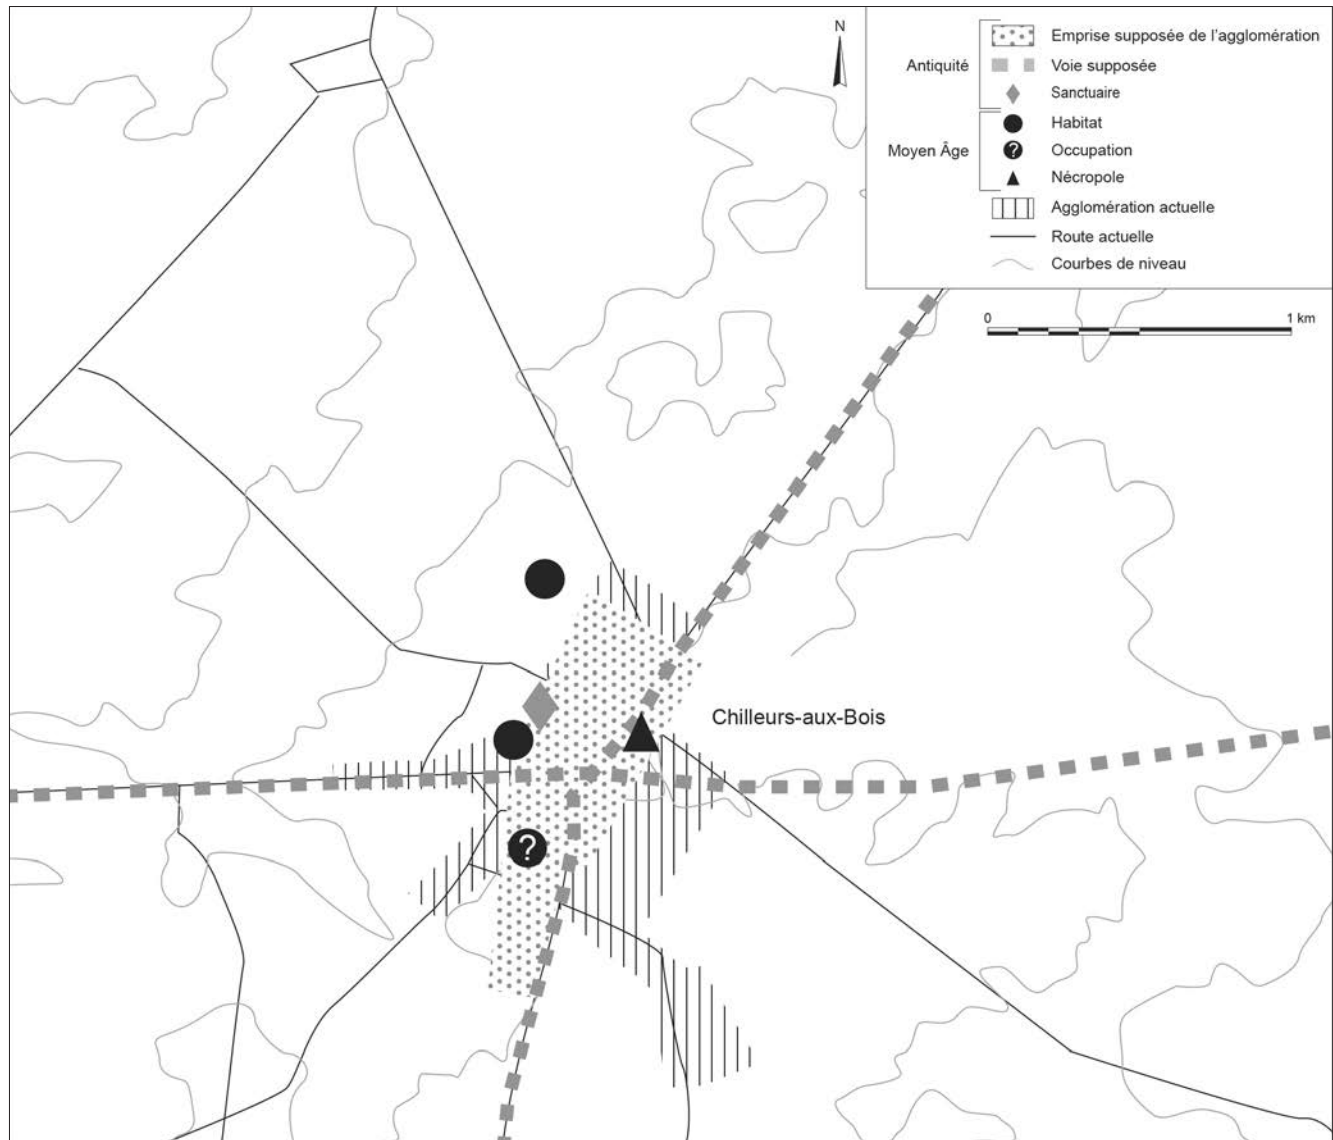 N
Antiquité
Emprise supposée de l'agglomération
Voie supposée
Sanctuaire
Moyen Âge
Habitat
? Occupation
Nécropole
Agglomération actuelle
Route actuelle
Courbes de niveau
0 1 km
Chilleurs-aux-Bois
?